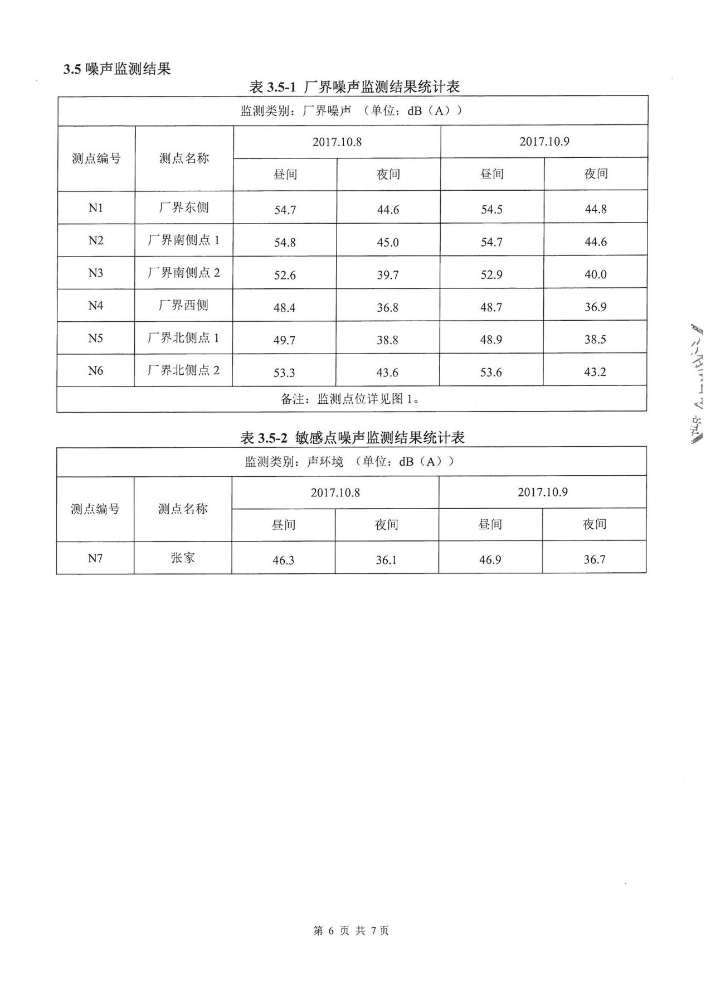 3.5 噪声监测结果
表 3.5-1 厂界噪声监测结果统计表
监测类别：厂界噪声 （单位：dB（A））
测点编号 测点名称 2017.10.8 2017.10.9
昼间 夜间 昼间 夜间
N1 厂界东侧 54.7 44.6 54.5 44.8
N2 厂界南侧点 1 54.8 45.0 54.7 44.6
N3 厂界南侧点 2 52.6 39.7 52.9 40.0
N4 厂界西侧 48.4 36.8 48.7 36.9
N5 厂界北侧点 1 49.7 38.8 48.9 38.5
N6 厂界北侧点 2 53.3 43.6 53.6 43.2
备注：监测点位详见图 1。
表 3.5-2 敏感点噪声监测结果统计表
监测类别：声环境 （单位：dB（A））
测点编号 测点名称 2017.10.8 2017.10.9
昼间 夜间 昼间 夜间
N7 张家 46.3 36.1 46.9 36.7
第 6 页 共 7 页